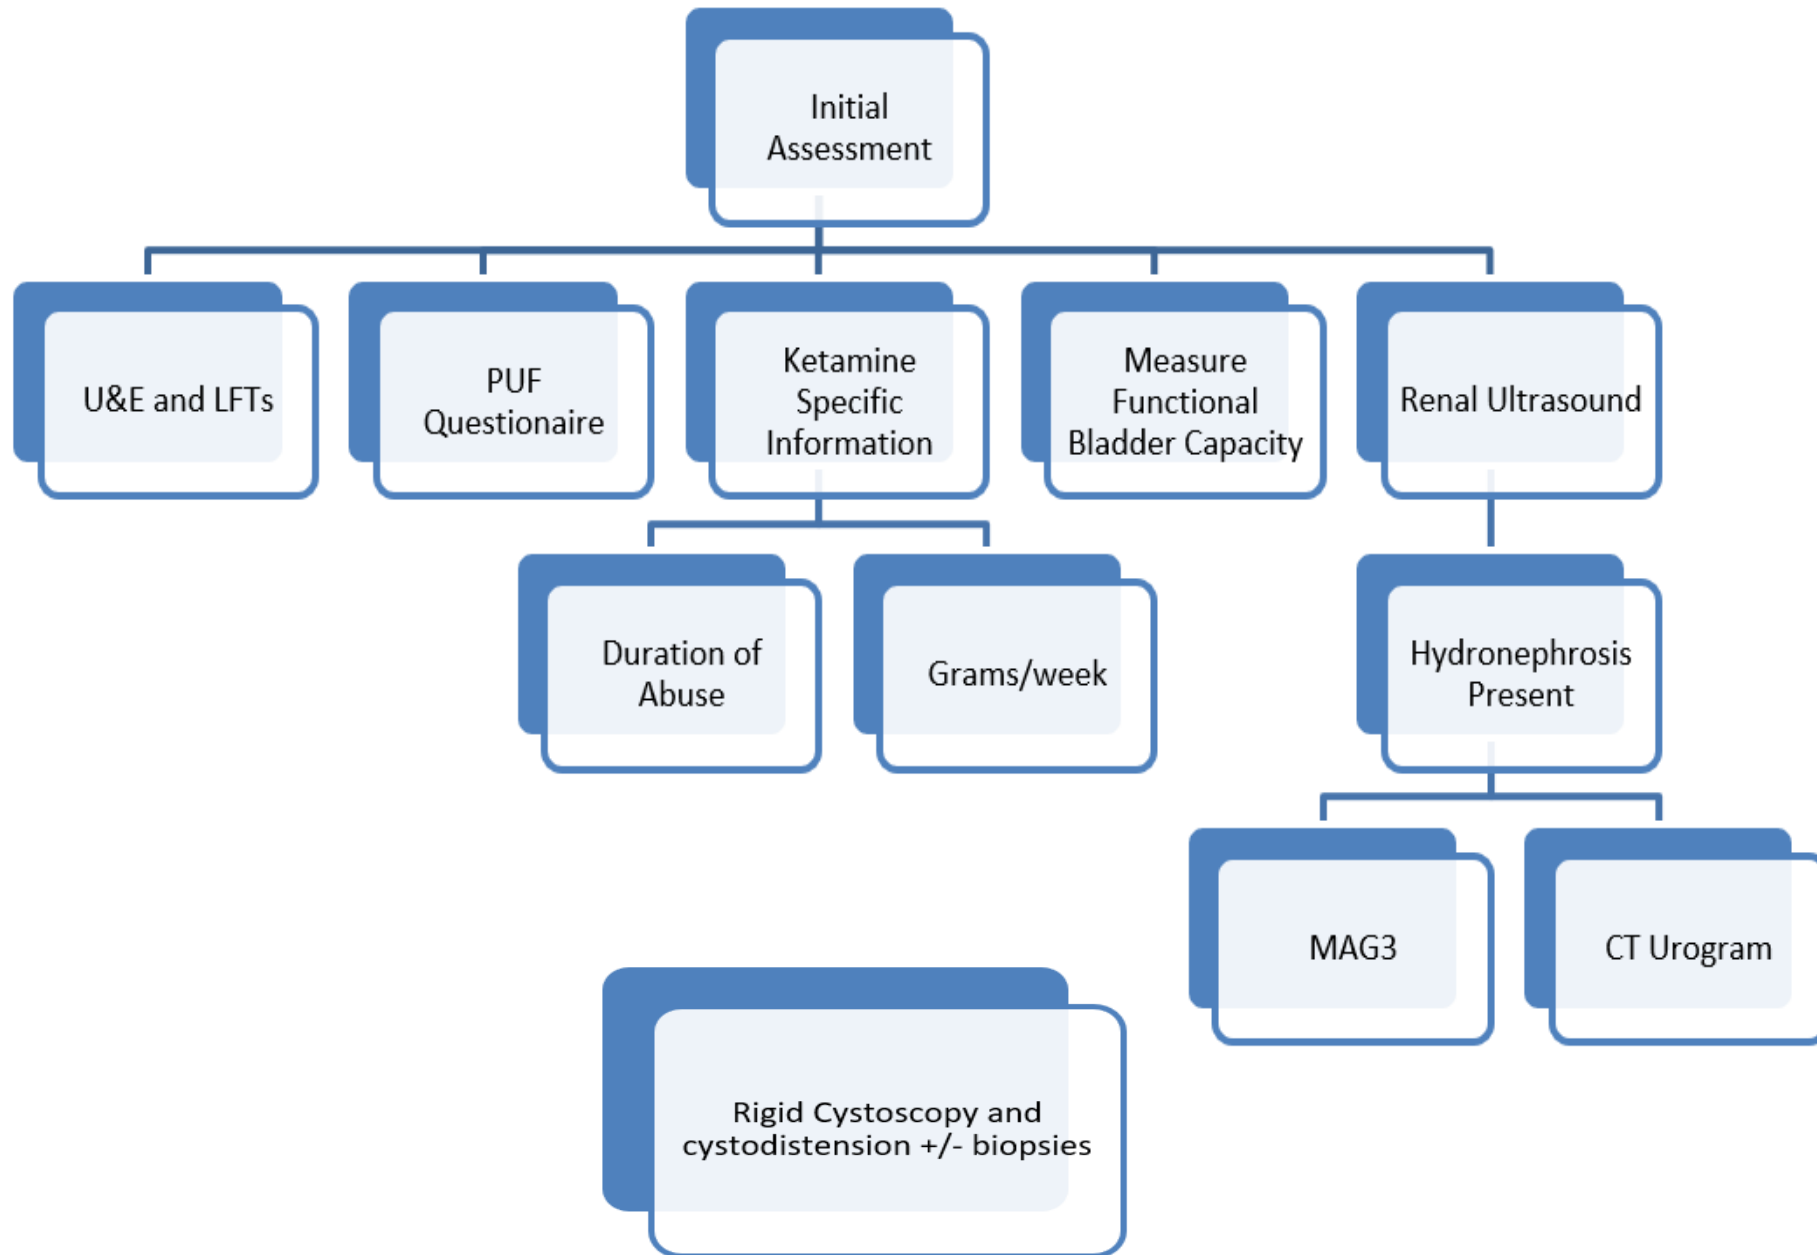 Initial
Assessment
U&E and LFTs
PUF
Questionaire
Ketamine
Specific
Information
Measure
Functional
Bladder Capacity
Renal Ultrasound
Duration of
Abuse
Grams/week
Hydronephrosis
Present
MAG3
CT Urogram
Rigid Cystoscopy and
cystodistension +/- biopsies